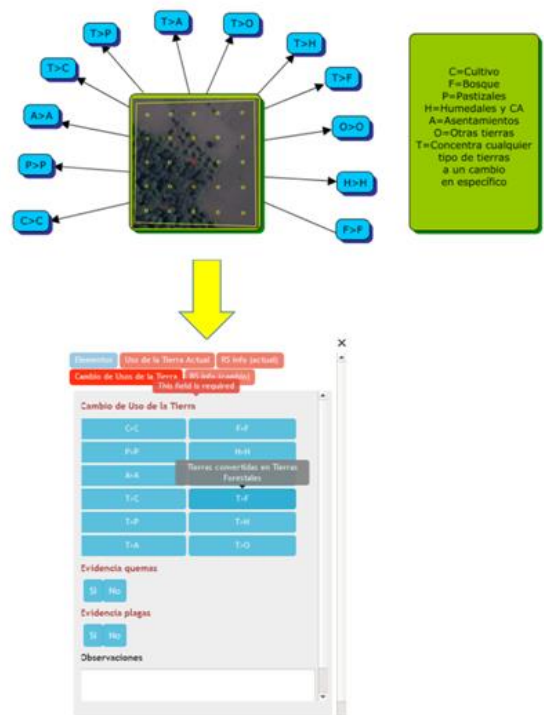 T>A
T>O
T>P
T>H
T>C
T>F
A>A
O>O
P>P
H>H
C>C
F>F
C=Cultivo
F=Bosque
P=Pastizales
H=Humedales y CA
A=Asentamientos
O=Otras tierras
T=Concentra cualquier
tipo de tierras
a un cambio
en específico
Elementos Uso de la Tierra Actual RS Info (actual)
Cambio de Usos de la Tierra RS Info (cambio)
This field is required
Cambio de Uso de la Tierra
C>C F>F
P>P H>H
A>A
Tierras convertidas en Tierras
Forestales
T>C T>F
T>P T>H
T>A T>O
Evidencia quemas
Si No
Evidencia plagas
Si No
Observaciones